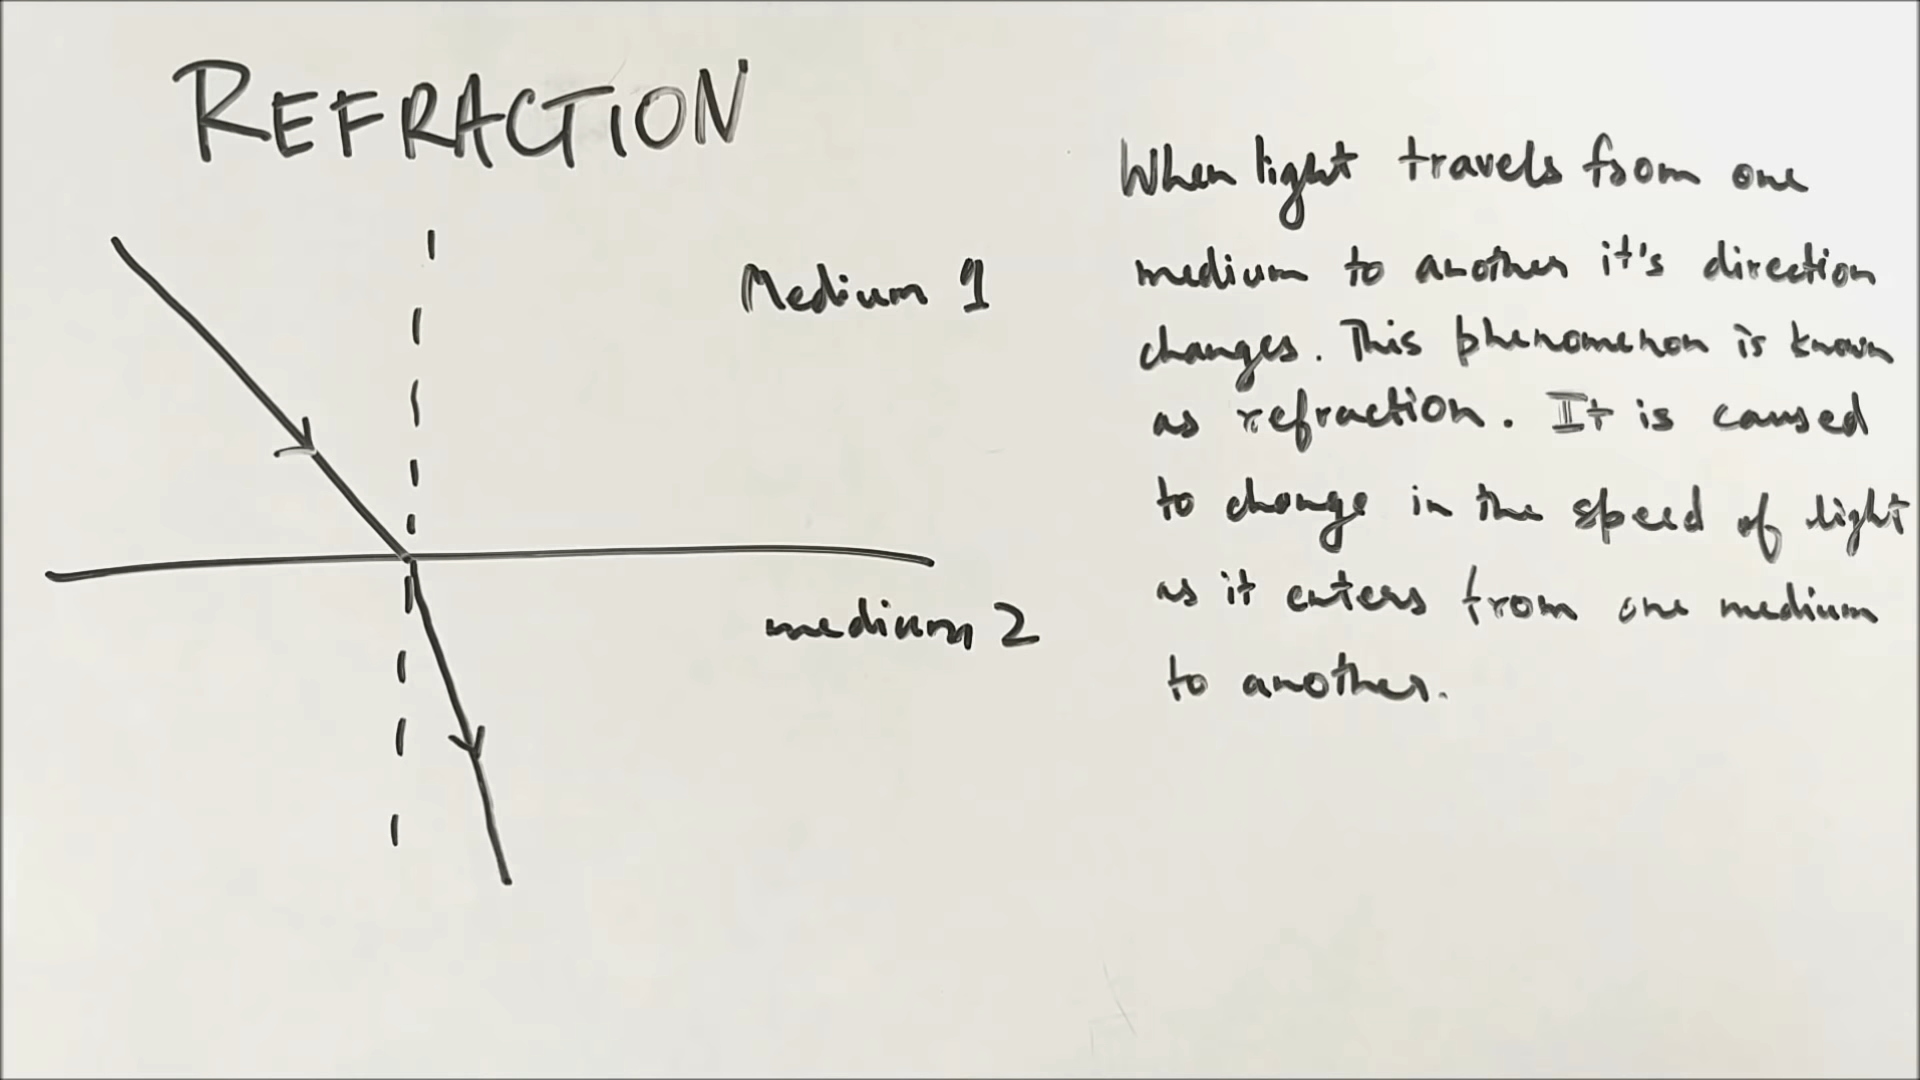 REFRACTION
Medium 1
medium 2
When light travels from one
medium to another it's direction
changes. This phenomenon is known
as refraction. It is caused
to change in the speed of light
as it enters from one medium
to another.